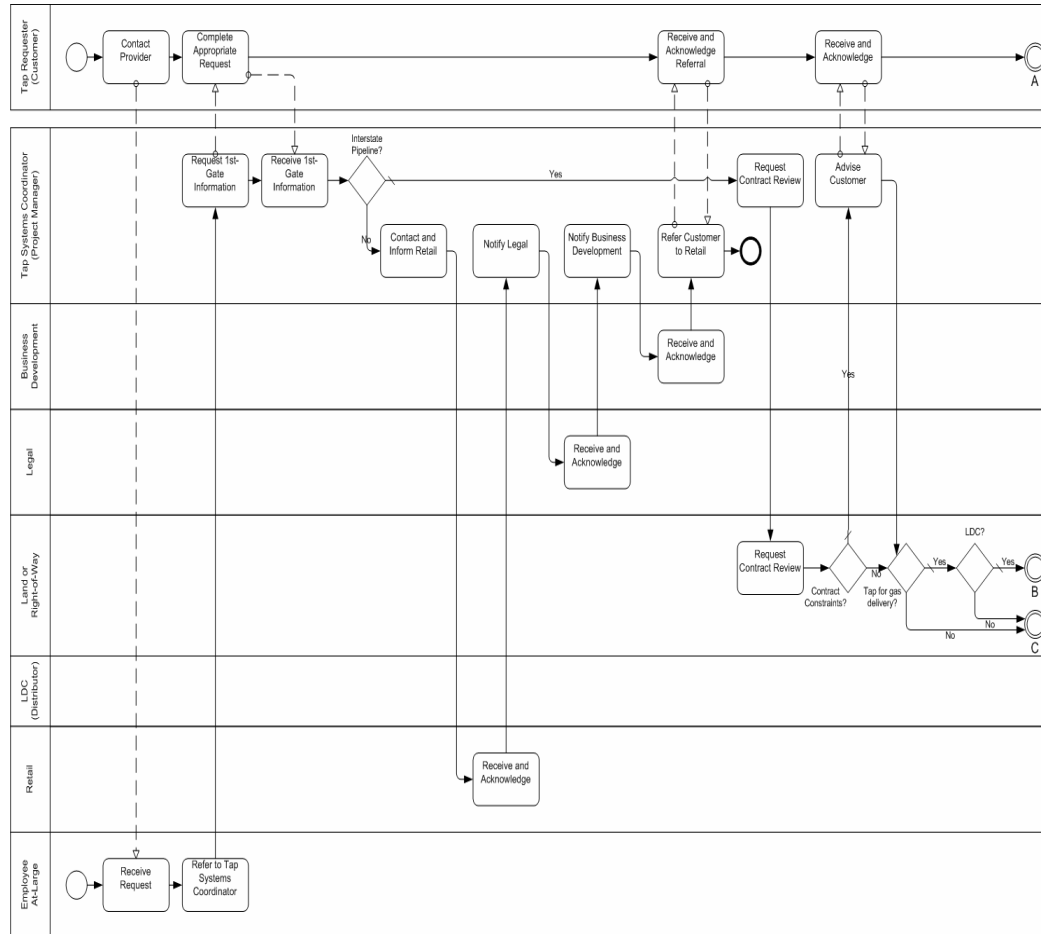 Tap Requester
(Customer)
Contact
Provider
Complete
Appropriate
Request
Receive and
Acknowledge
Referral
Receive and
Acknowledge
A
Tap Systems Coordinator
(Project Manager)
Request 1st-
Gate
Information
Receive 1st-
Gate
Information
Interstate
Pipeline?
Yes
No
Contact and
Inform Retail
Notify Legal
Notify Business
Development
Refer Customer
to Retail
Request
Contract Review
Advise
Customer
Business
Development
Receive and
Acknowledge
Yes
Legal
Receive and
Acknowledge
Land or
Right-of-Way
Request
Contract Review
Contract
Constraints?
No
Tap for gas
delivery?
Yes
LDC?
Yes
B
No
No
C
LDC
(Distributor)
Retail
Receive and
Acknowledge
Employee
At-Large
Receive
Request
Refer to Tap
Systems
Coordinator